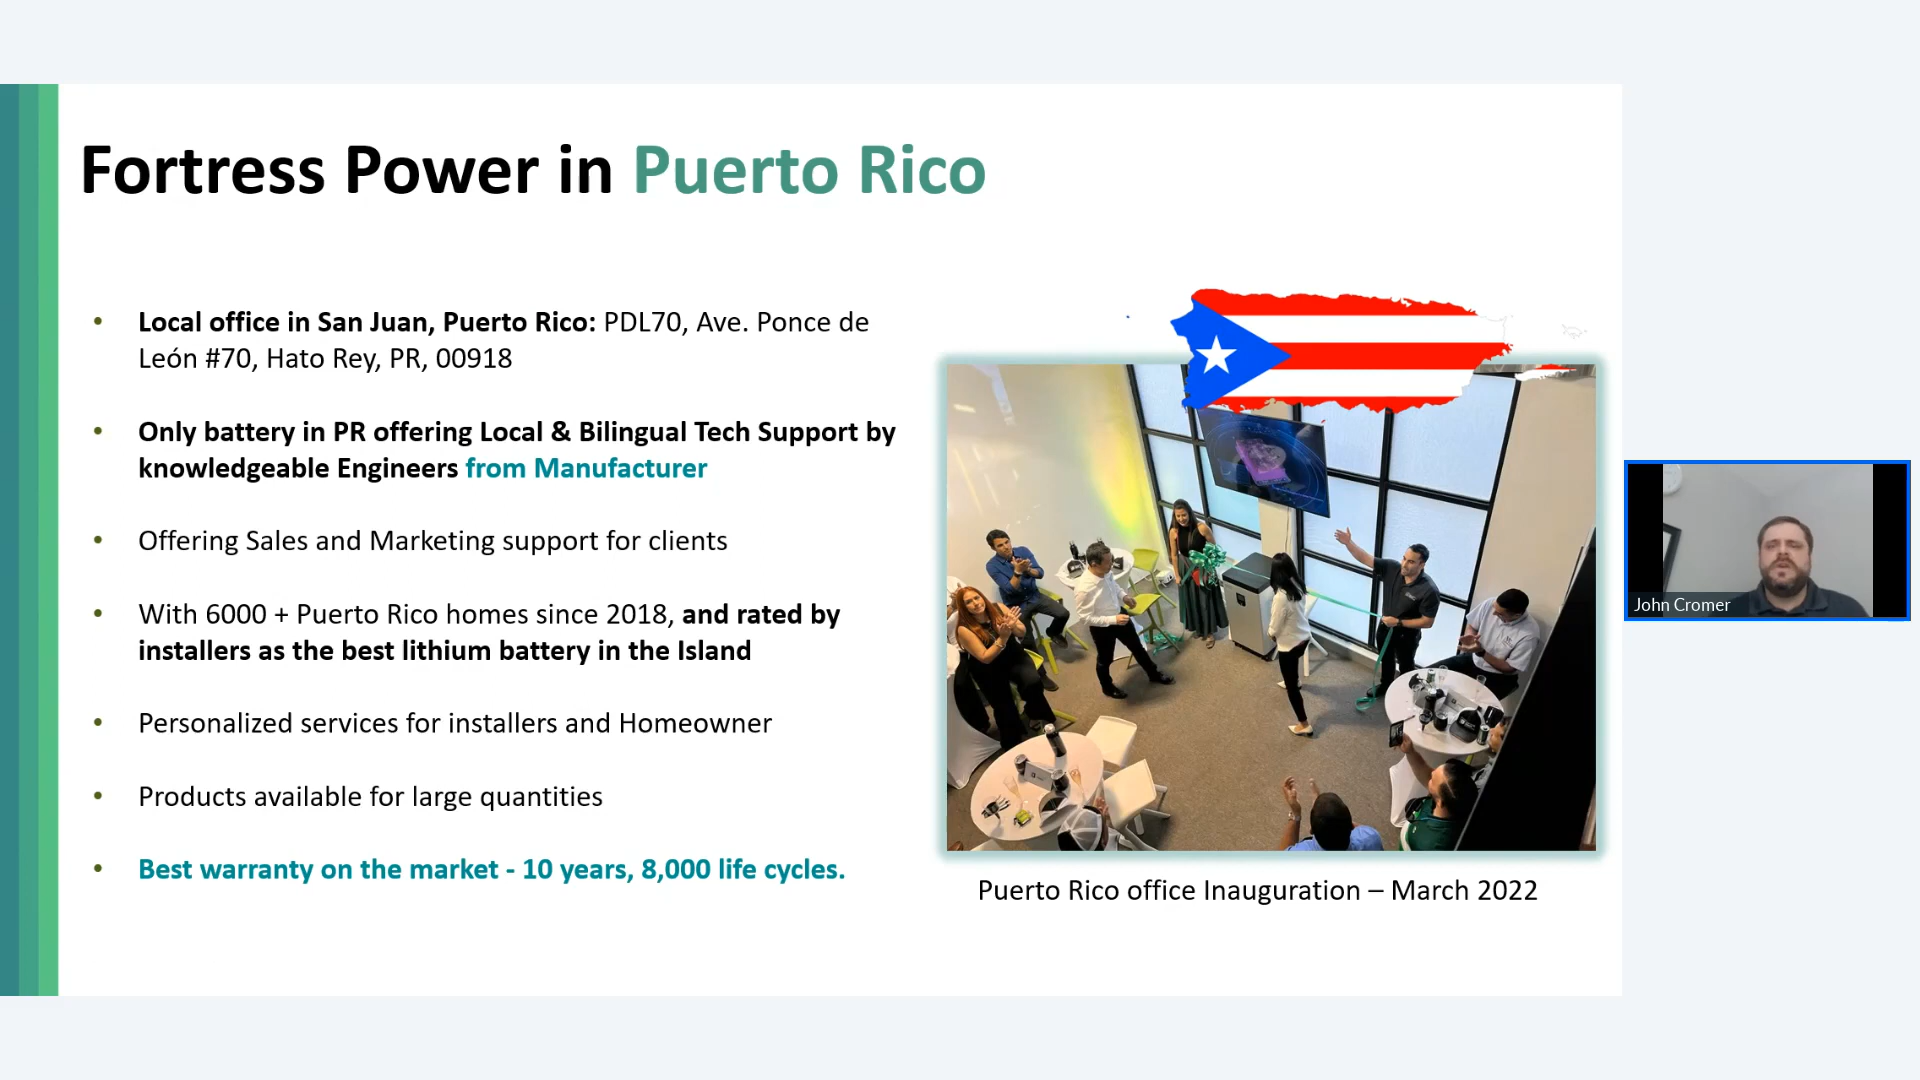 Fortress Power in Puerto Rico
• Local office in San Juan, Puerto Rico: PDL70, Ave. Ponce de
León #70, Hato Rey, PR, 00918
• Only battery in PR offering Local & Bilingual Tech Support by
knowledgeable Engineers from Manufacturer
• Offering Sales and Marketing support for clients
• With 6000 + Puerto Rico homes since 2018, and rated by
installers as the best lithium battery in the Island
• Personalized services for installers and Homeowner
• Products available for large quantities
• Best warranty on the market - 10 years, 8,000 life cycles.
Puerto Rico office Inauguration – March 2022
John Cromer